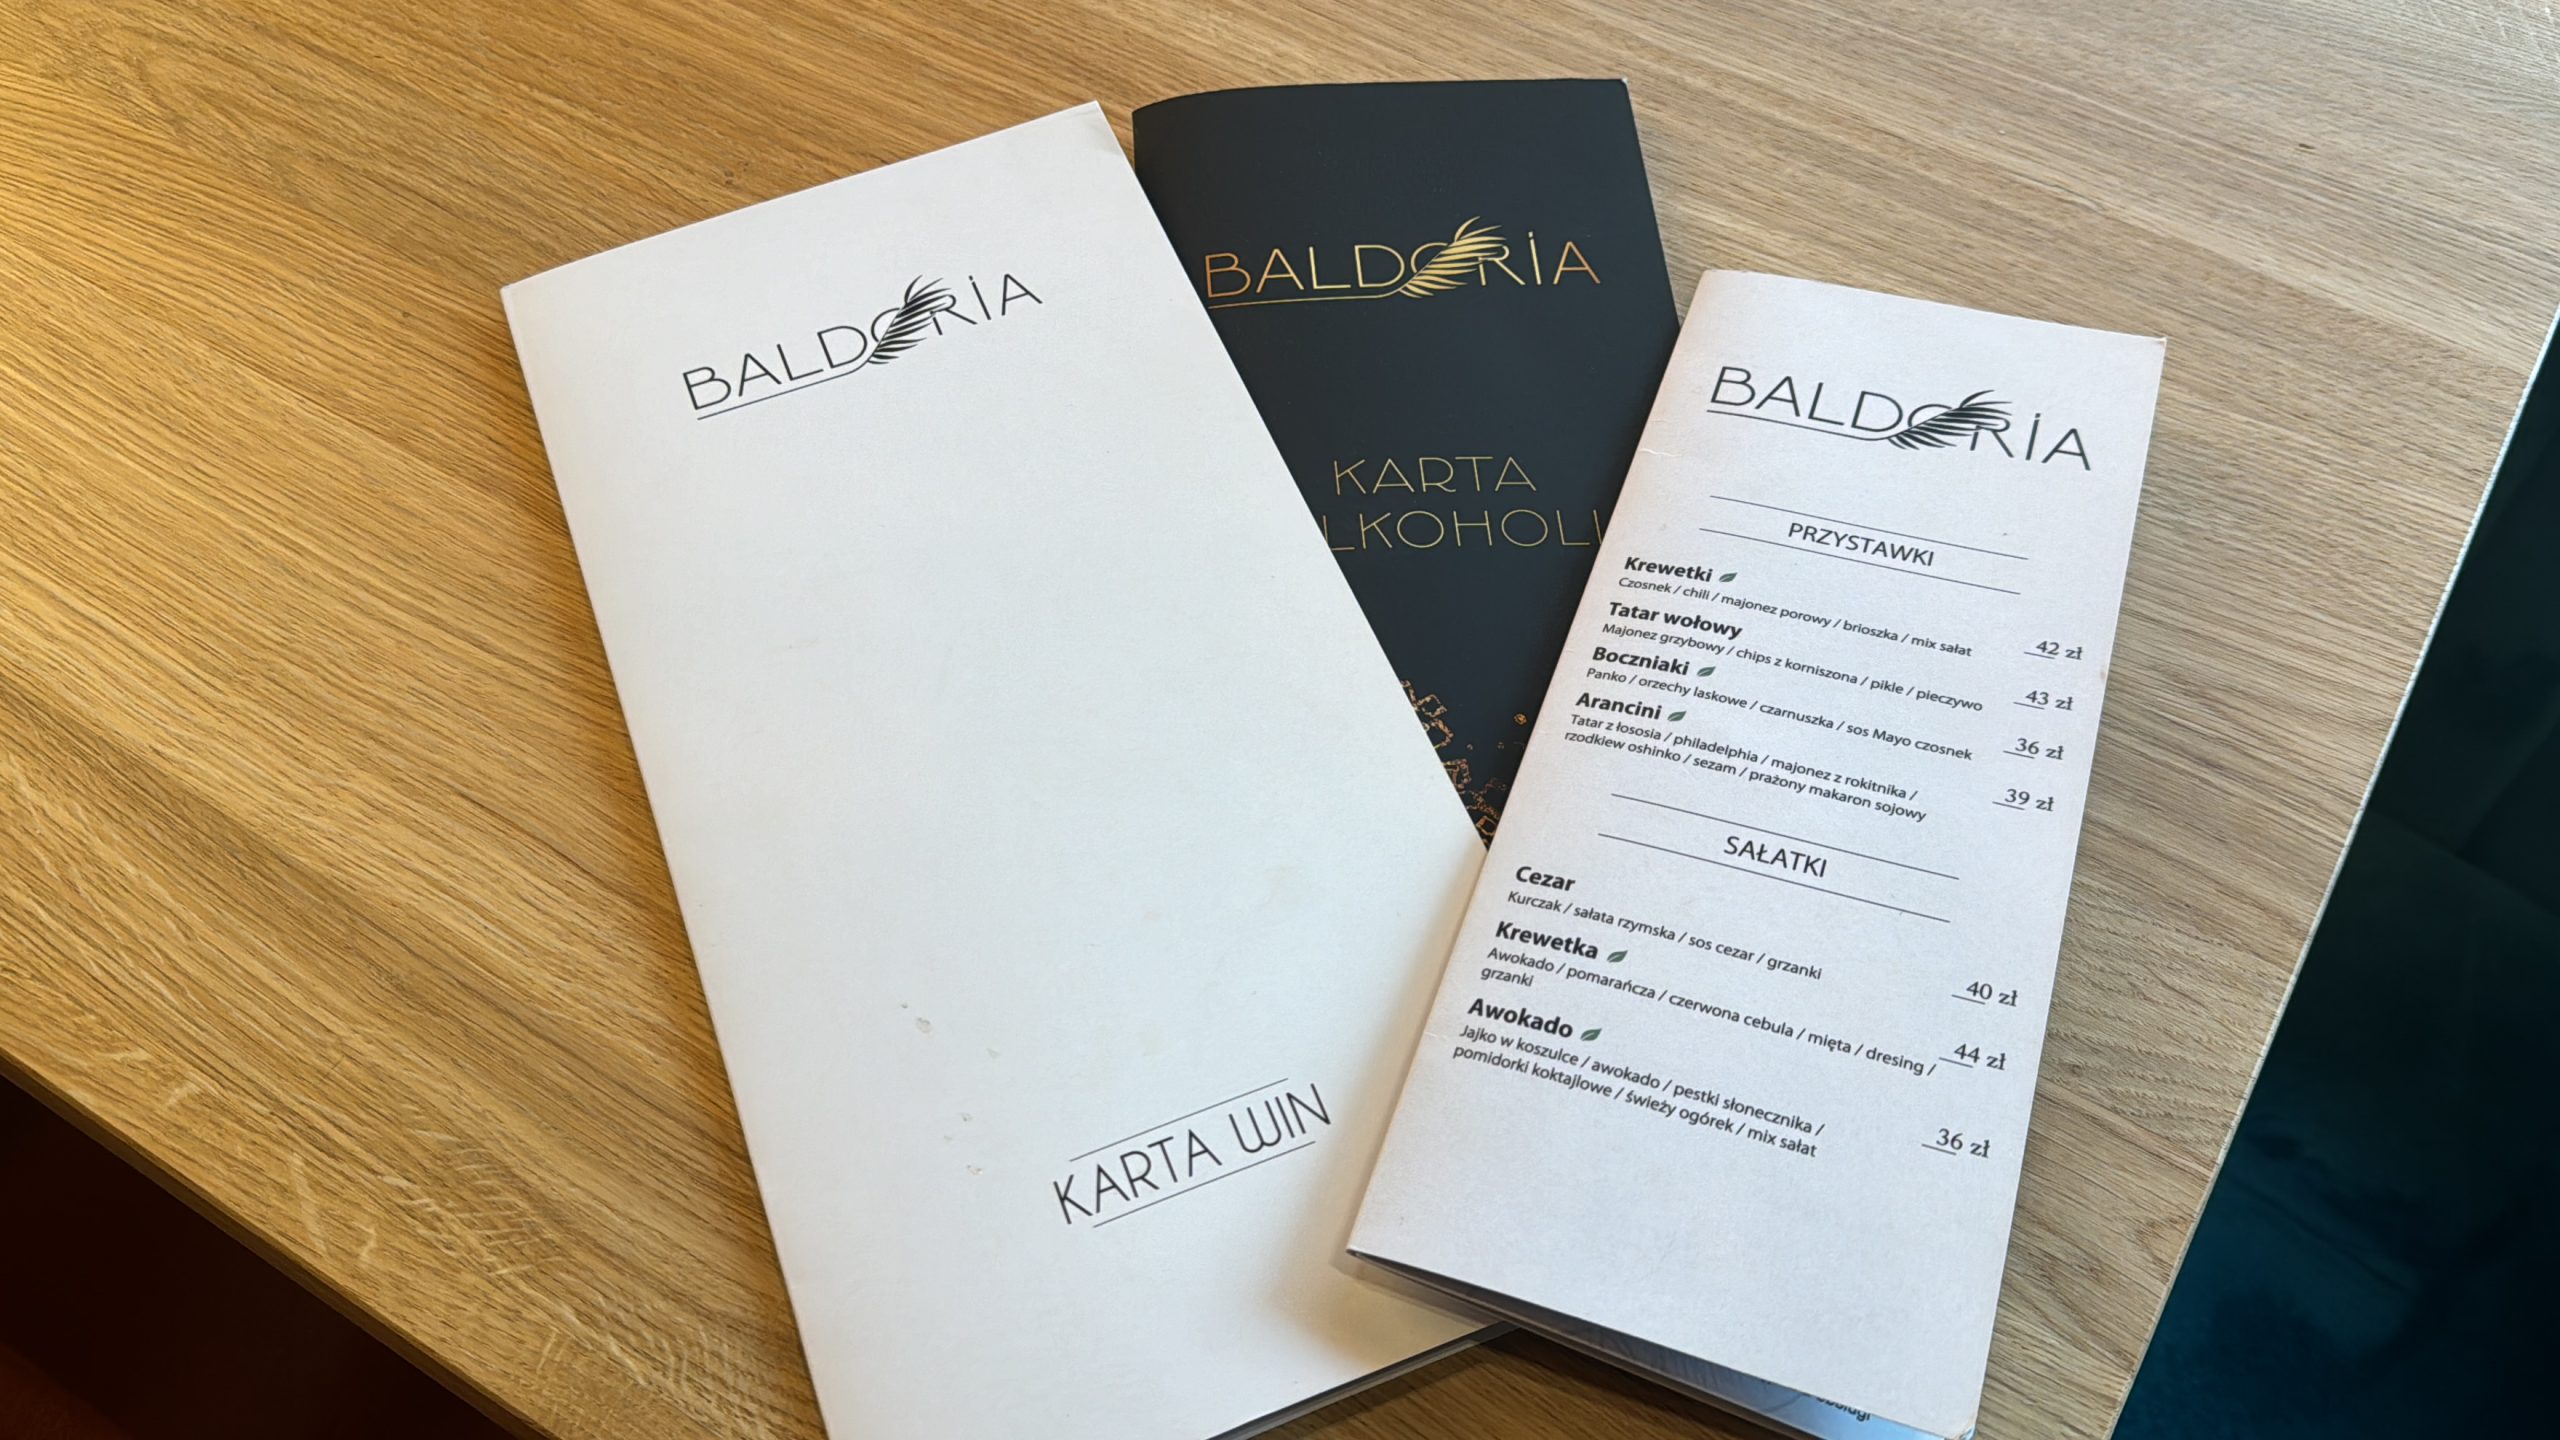 BALDORIA
KARTA WIN
BALDORIA
KARTA
BALDORIA
PRZYSTAWKI
Krewetki
Czosnek / chili / majonez porowy / brioszka / mix sałat
42 zł
Tatar wołowy
Majonez grzybowy / chips z korniszona / pikle / pieczywo
43 zł
Boczniaki
Panko / orzechy laskowe / czarnuszka / sos Mayo czosnek
36 zł
Arancini
Tatar z łososia / philadelphia / majonez z rokitnika /
rzodkiew oshinko / sezam / prażony makaron sojowy
39 zł
SAŁATKI
Cezar
Kurczak / sałata rzymska / sos cezar / grzanki
40 zł
Krewetka
Awokado / pomarańcza / czerwona cebula / mięta / dresing /
grzanki
44 zł
Awokado
Jajko w koszulce / awokado / pestki słonecznika /
pomidorki koktajlowe / świeży ogórek / mix sałat
36 zł